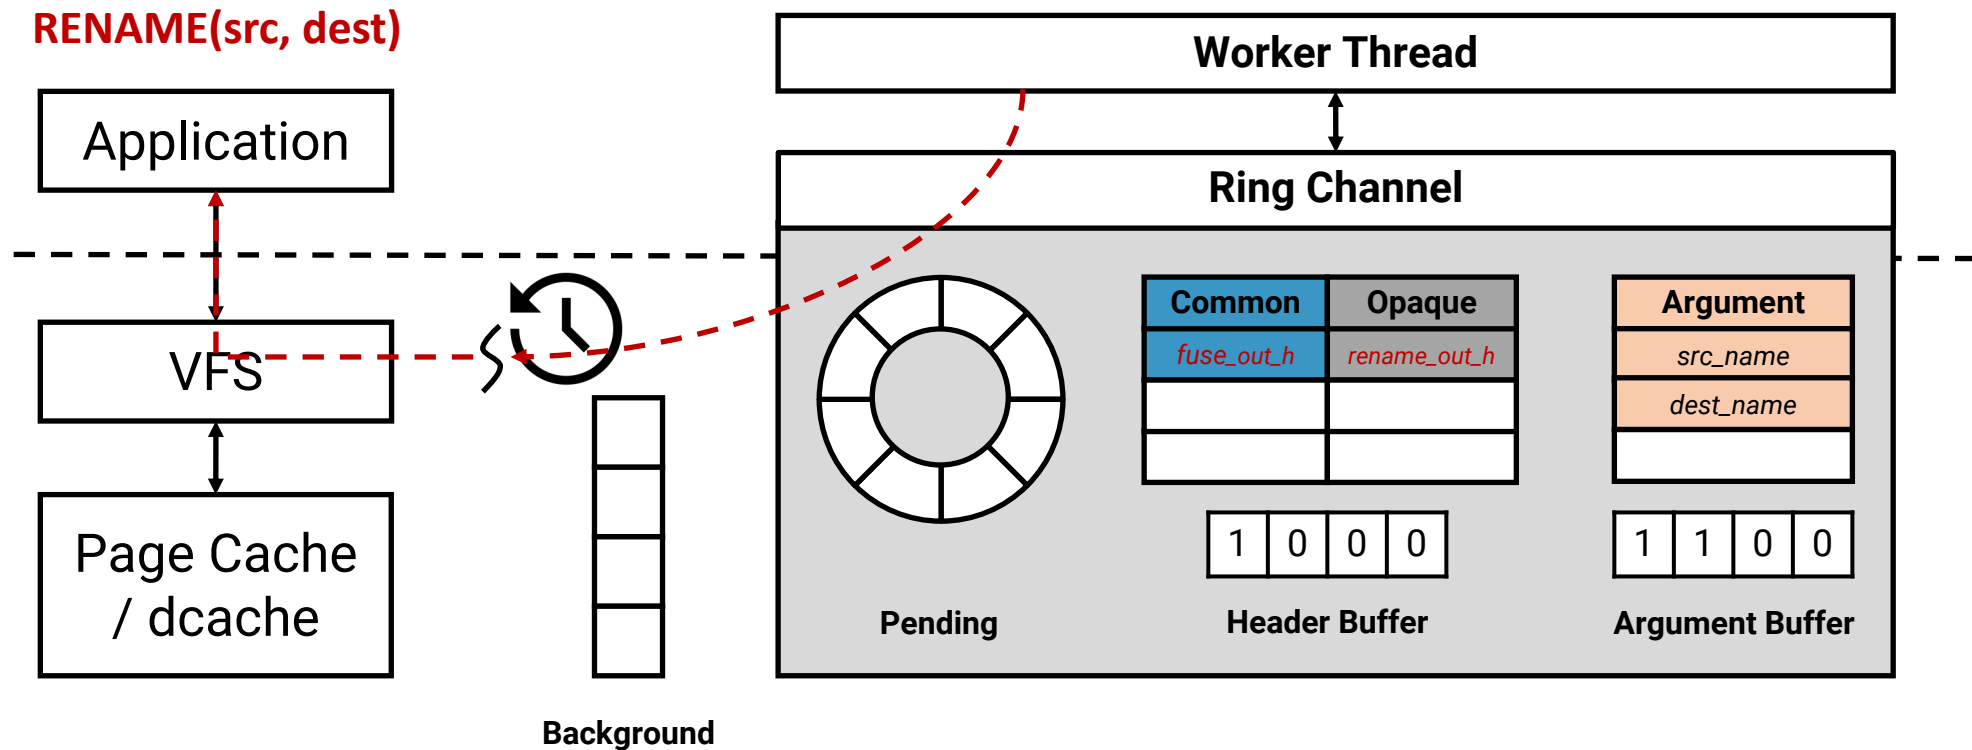 RENAME(src, dest)
Application
VFS
Page Cache
/ dcache
Background
Worker Thread
Ring Channel
Pending
Common Opaque
fuse_out_h rename_out_h
1 0 0 0
Header Buffer
Argument
src_name
dest_name
1 1 0 0
Argument Buffer